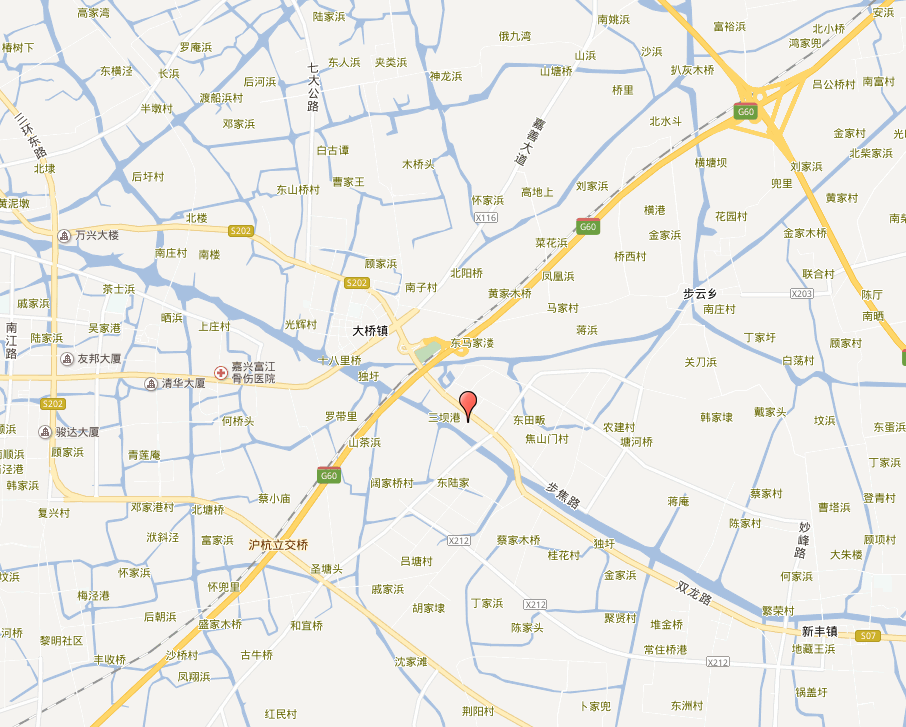 高家湾
陆家浜
南姚浜
安浜
椿树下
罗庵浜
俄九湾
富裕浜
北小桥
鸿家兜
东横泾
长浜
东人浜
夹类浜
神龙浜
山浜
沙浜
山塘桥
扒灰木桥
吕公桥村
南富村
七大公路
后河浜
渡船浜村
半墩村
桥里
G60
三环东路
邓家浜
嘉善大道
北水斗
金家村
北柴家浜
白古谭
木桥头
横塘坝
刘家浜
北埭
后圩村
曹家王
东山桥村
怀家浜
高地上
刘家浜
兜里
黄家村
黄泥墩
北楼
S202
X116
G60
横港
花园村
金家浜
金家木桥
万兴大楼
南庄村
南楼
菜花浜
桥西村
顾家浜
北阳桥
凤凰浜
联合村
茶士浜
S202
南子村
黄家木桥
步云乡
X203
陈厅
戚家浜
晒浜
上庄村
光辉村
马家村
南庄村
南晒
南江路
陆家浜
吴家港
大桥镇
蒋浜
丁家圩
顾家村
友邦大厦
十八里桥
东马家溇
关刀浜
白荡村
清华大厦
嘉兴富江
骨伤医院
独圩
S202
罗带里
三坝港
东田畈
韩家埭
戴家头
坟浜
骏达大厦
何桥头
农建村
东蛋浜
顾家浜
青莲庵
山茶浜
焦山门村
塘河桥
丁家浜
韩家浜
G60
阔家桥村
东陆家
步焦路
复兴村
邓家港村
北塘桥
蔡小庙
蒋庵
蔡家村
登青村
曹塔浜
陈家村
洑斜泾
富家浜
沪杭立交桥
X212
蔡家木桥
独圩
妙峰路
顾项村
大朱楼
怀家浜
圣塘头
吕塘村
桂花村
金家浜
何家浜
梅泾港
怀兜里
戚家浜
双龙路
后朝浜
胡家埭
丁家浜
X212
聚贤村
繁荣村
盛家木桥
和宜桥
陈家头
堆金桥
新丰镇
S07
黎明社区
丰收桥
沙桥村
古牛桥
沈家滩
常住桥港
X212
地藏王浜
凤翔浜
锅盖圩
红民村
荆阳村
卜家兜
东洲村